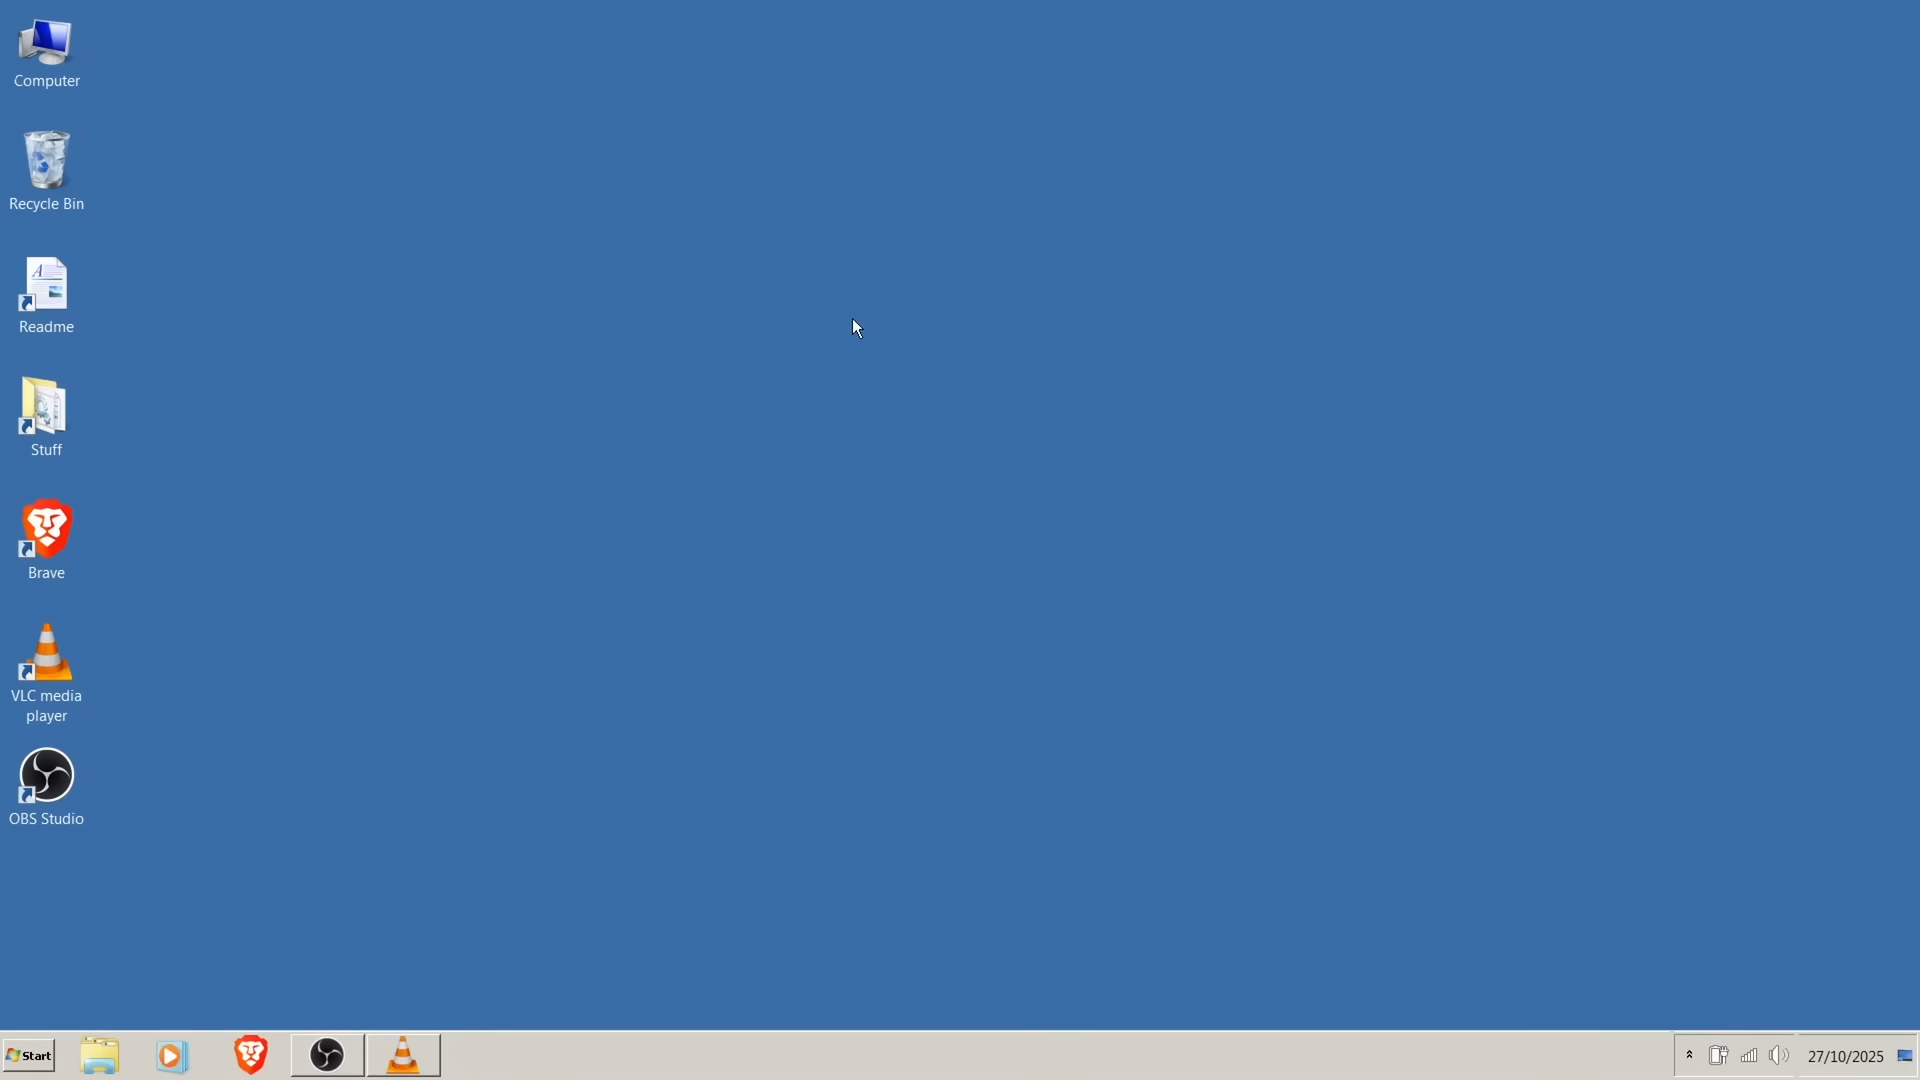 Computer
Recycle Bin
Readme
Stuff
Brave
VLC media
player
OBS Studio
Start
27/10/2025